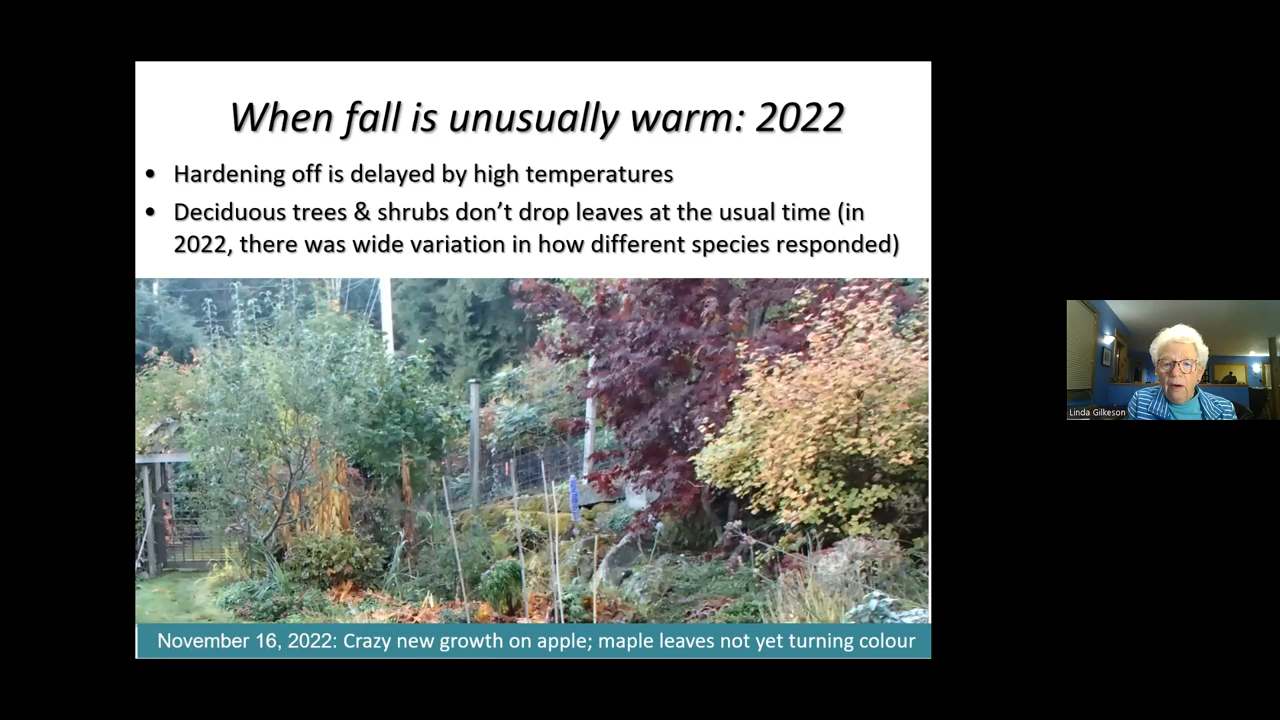 When fall is unusually warm: 2022
• Hardening off is delayed by high temperatures
• Deciduous trees & shrubs don’t drop leaves at the usual time (in
2022, there was wide variation in how different species responded)
November 16, 2022: Crazy new growth on apple; maple leaves not yet turning colour
Linda Gilkeson